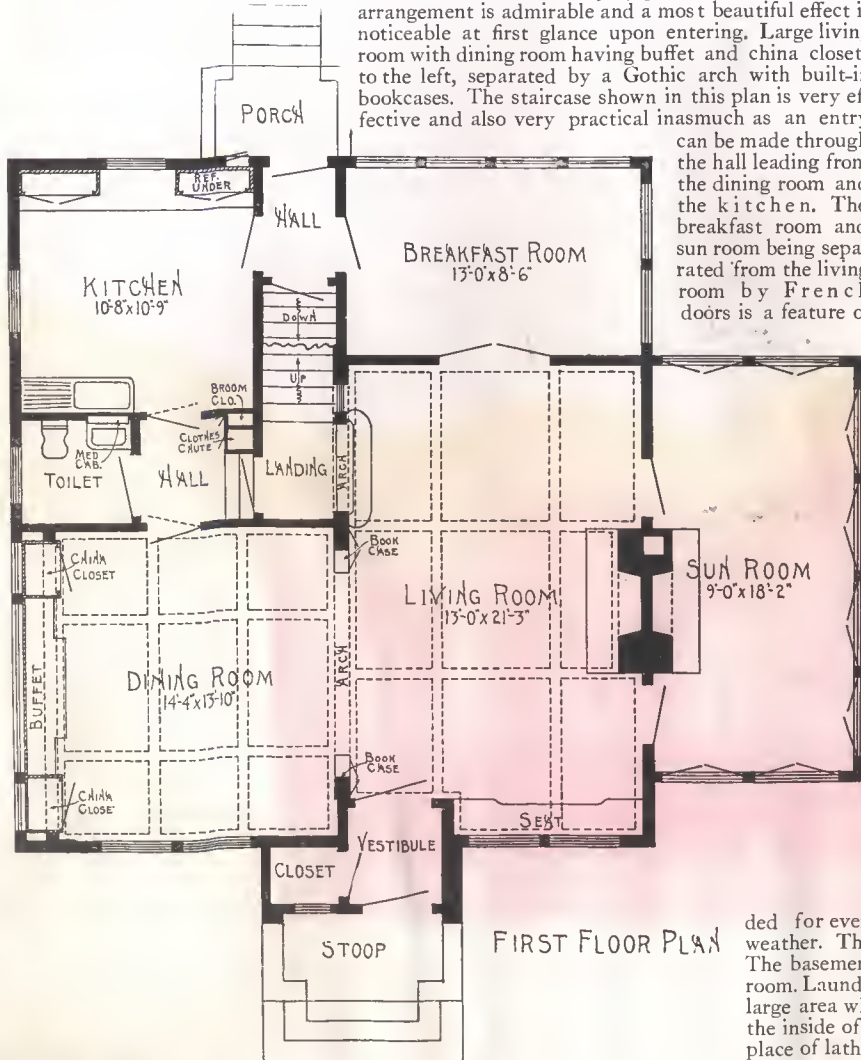 arrangement is admirable and a most beautiful effect i
noticeable at first glance upon entering. Large livin
room with dining room having buffet and china closet
to the left, separated by a Gothic arch with built-i
bookcases. The staircase shown in this plan is very ef
fective and also very practical inasmuch as an entry
can be made through
the hall leading from
the dining room and
the kitchen. The
breakfast room and
sun room being sepa
rated from the living
room by French
doors is a feature o
PORCH
REF.
UNDER
HALL
BREAKFAST ROOM
13'-0"x8'-6"
KITCHEN
10'-8"x10'-9"
DOWN
UP
BROOM
CLO.
CLOTHES
CHUTE
MED
CAB.
TOILET
HALL
LANDING
ARCH
CHINA
CLOSET
BOOK
CASE
LIVING ROOM
13'-0"x21'-3"
SUN ROOM
9'-0"x18'-2"
BUFFET
DINING ROOM
14'-4"x13'-10"
ARCH
BOOK
CASE
CHINA
CLOSE
SEAT
VESTIBULE
CLOSET
STOOP
FIRST FLOOR PLAN
ded for eve
weather. Th
The basemen
room. Laund
large area w
the inside of
place of lath